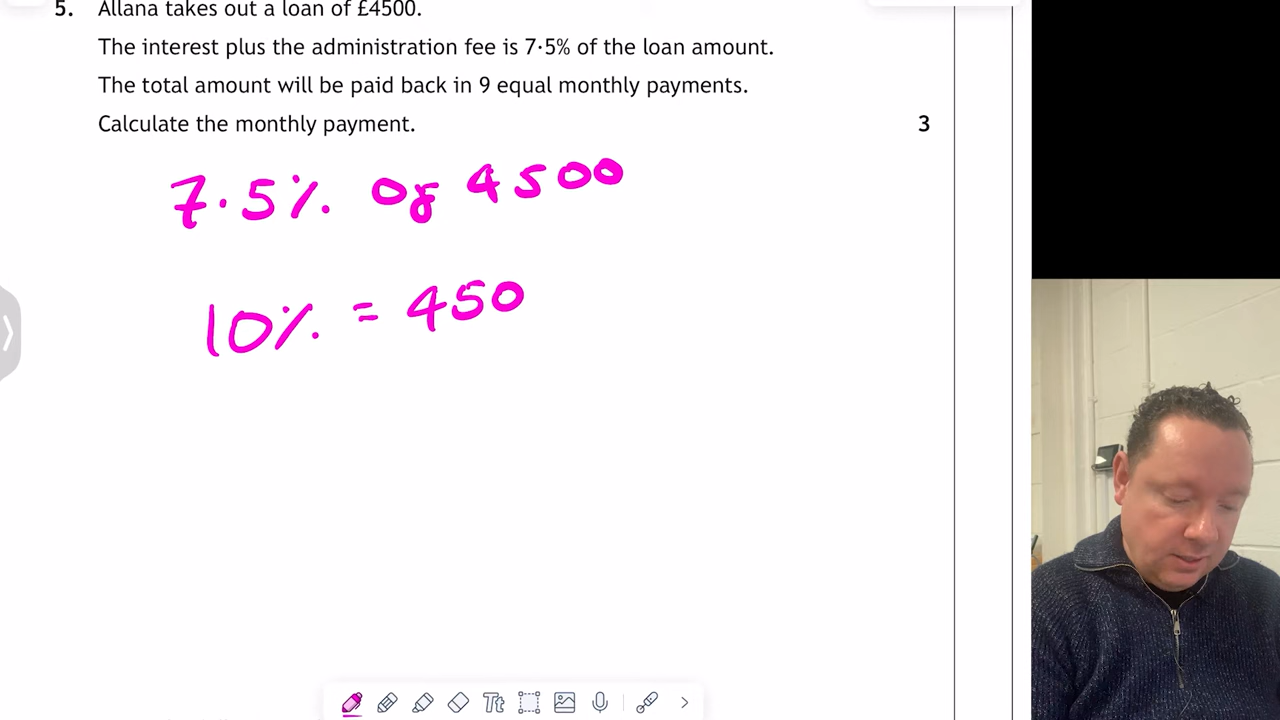 5. Allana takes out a loan of £4500.
The interest plus the administration fee is 7·5% of the loan amount.
The total amount will be paid back in 9 equal monthly payments.
Calculate the monthly payment. 3
7.5% of 4500
10% = 450
Tt